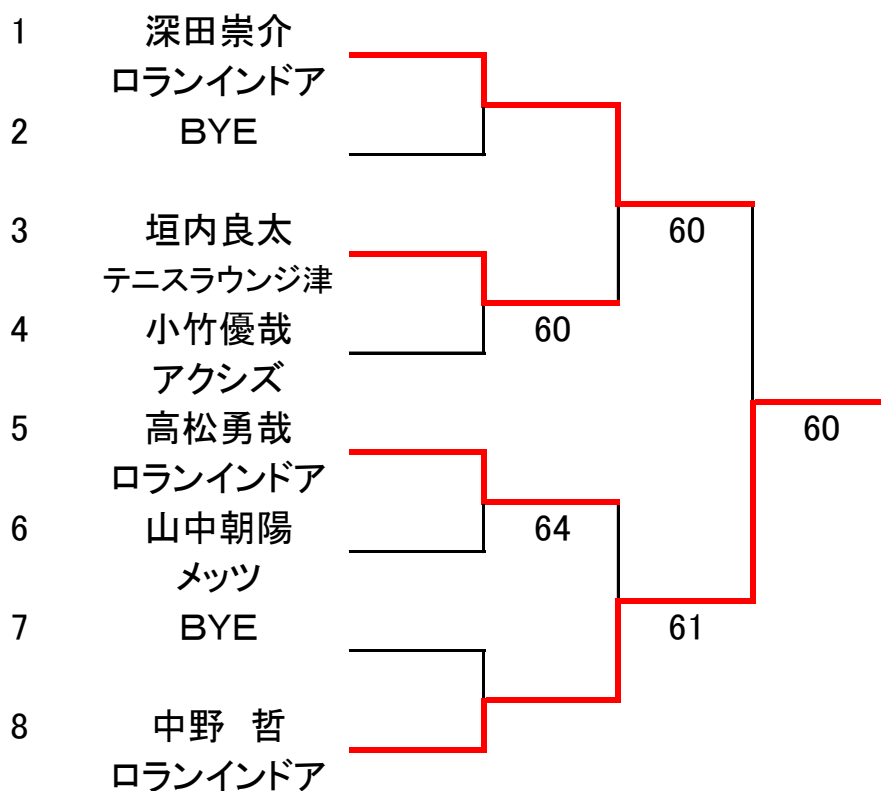 1 深田崇介
ロランインドア
2 ＢＹＥ
3 垣内良太
60
テニスラウンジ津
4 小竹優哉
60
アクシズ
5 高松勇哉
60
ロランインドア
6 山中朝陽
64
メッツ
7 ＢＹＥ
61
8 中野　哲
ロランインドア